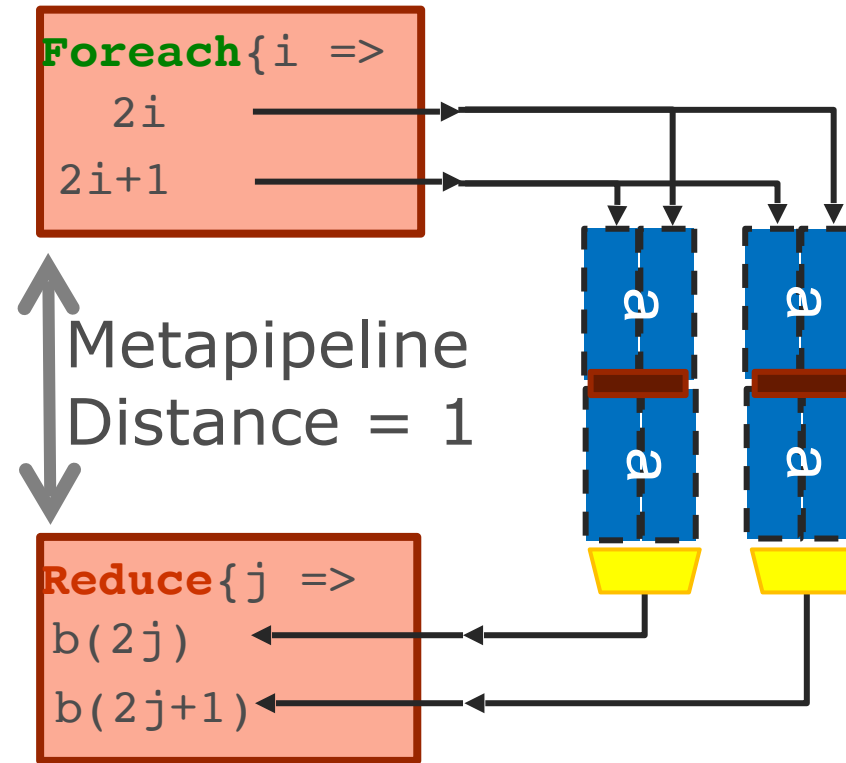 Foreach{i =>
2i
2i+1
Metapipeline
Distance = 1
a
a
a
a
Reduce{j =>
b(2j)
b(2j+1)